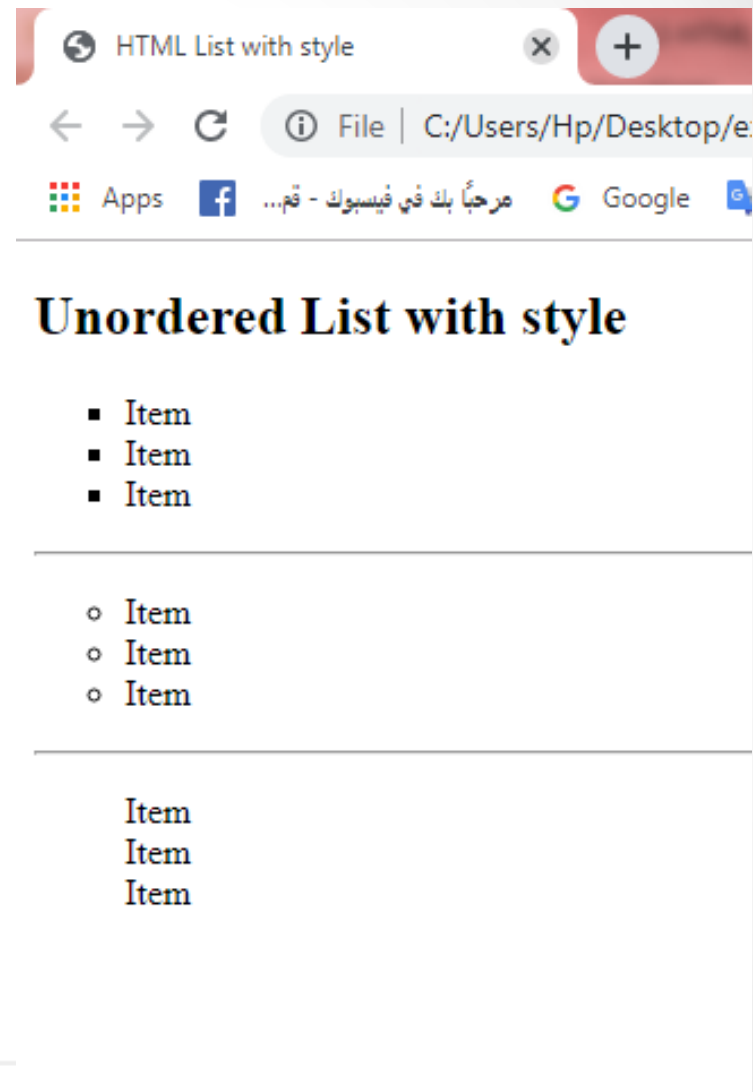 HTML List with style
File | C:/Users/Hp/Desktop/e
Apps مرحبًا بك في فيسبوك - قم... Google
Unordered List with style
Item
Item
Item
Item
Item
Item
Item
Item
Item